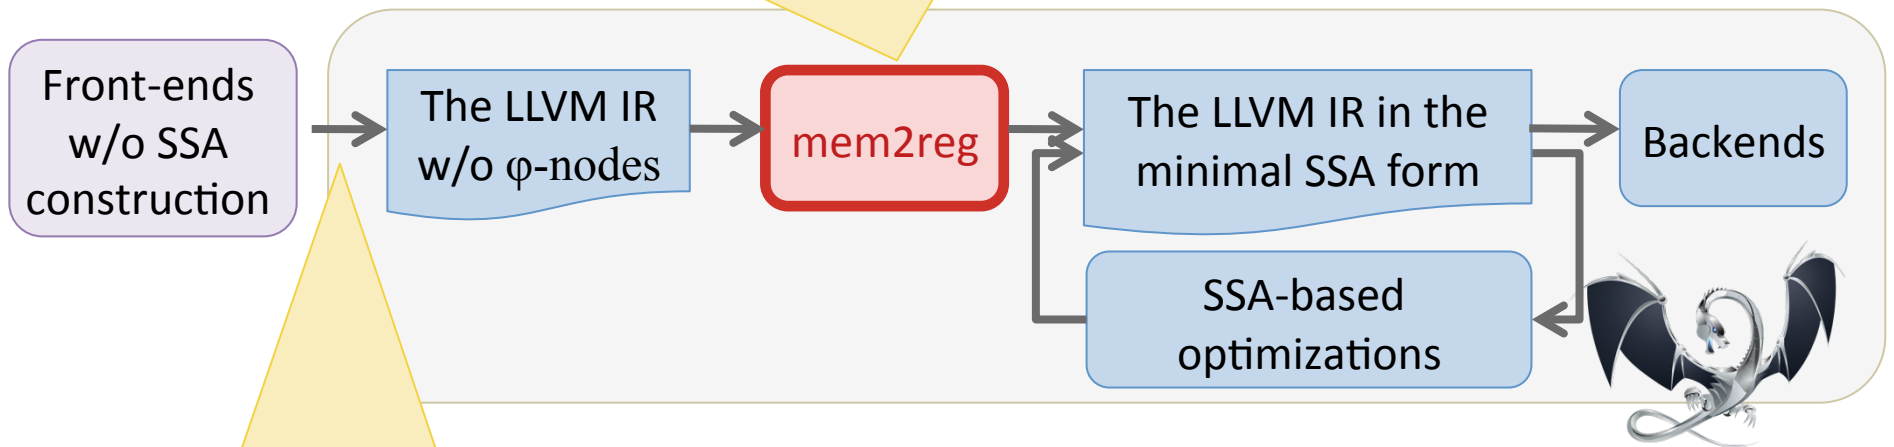 Front-ends
w/o SSA
construction
The LLVM IR
w/o φ-nodes
mem2reg
The LLVM IR in the
minimal SSA form
Backends
SSA-based
optimizations